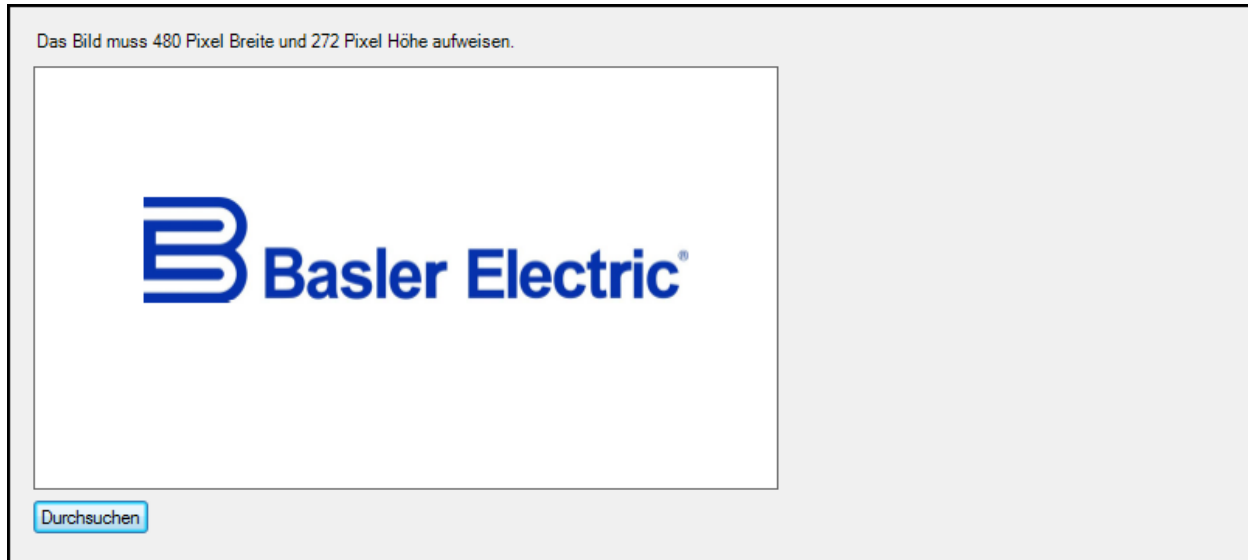 Das Bild muss 480 Pixel Breite und 272 Pixel Höhe aufweisen.
Basler Electric®
Durchsuchen